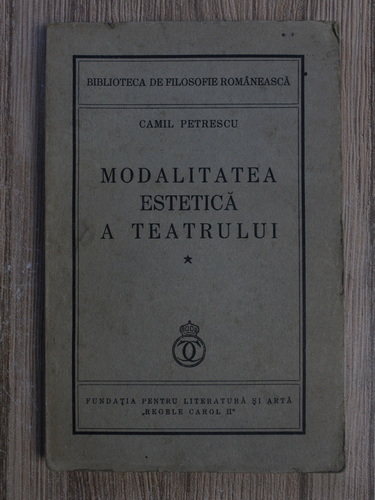 BIBLIOTECA DE FILOSOFIE ROMÂNEASCĂ
CAMIL PETRESCU
MODALITATEA
ESTETICĂ
A TEATRULUI
★
FUNDAȚIA PENTRU LITERATURĂ ȘI ARTĂ
„REGELE CAROL II"